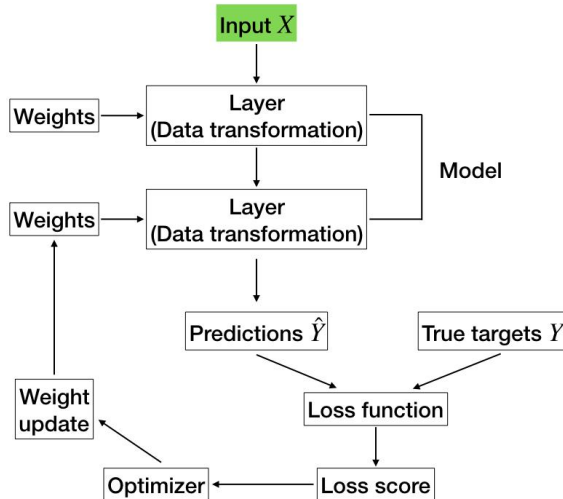 Input X
Layer
(Data transformation)
Weights
Model
Layer
(Data transformation)
Weights
Predictions Ŷ
True targets Y
Weight
update
Loss function
Optimizer
Loss score